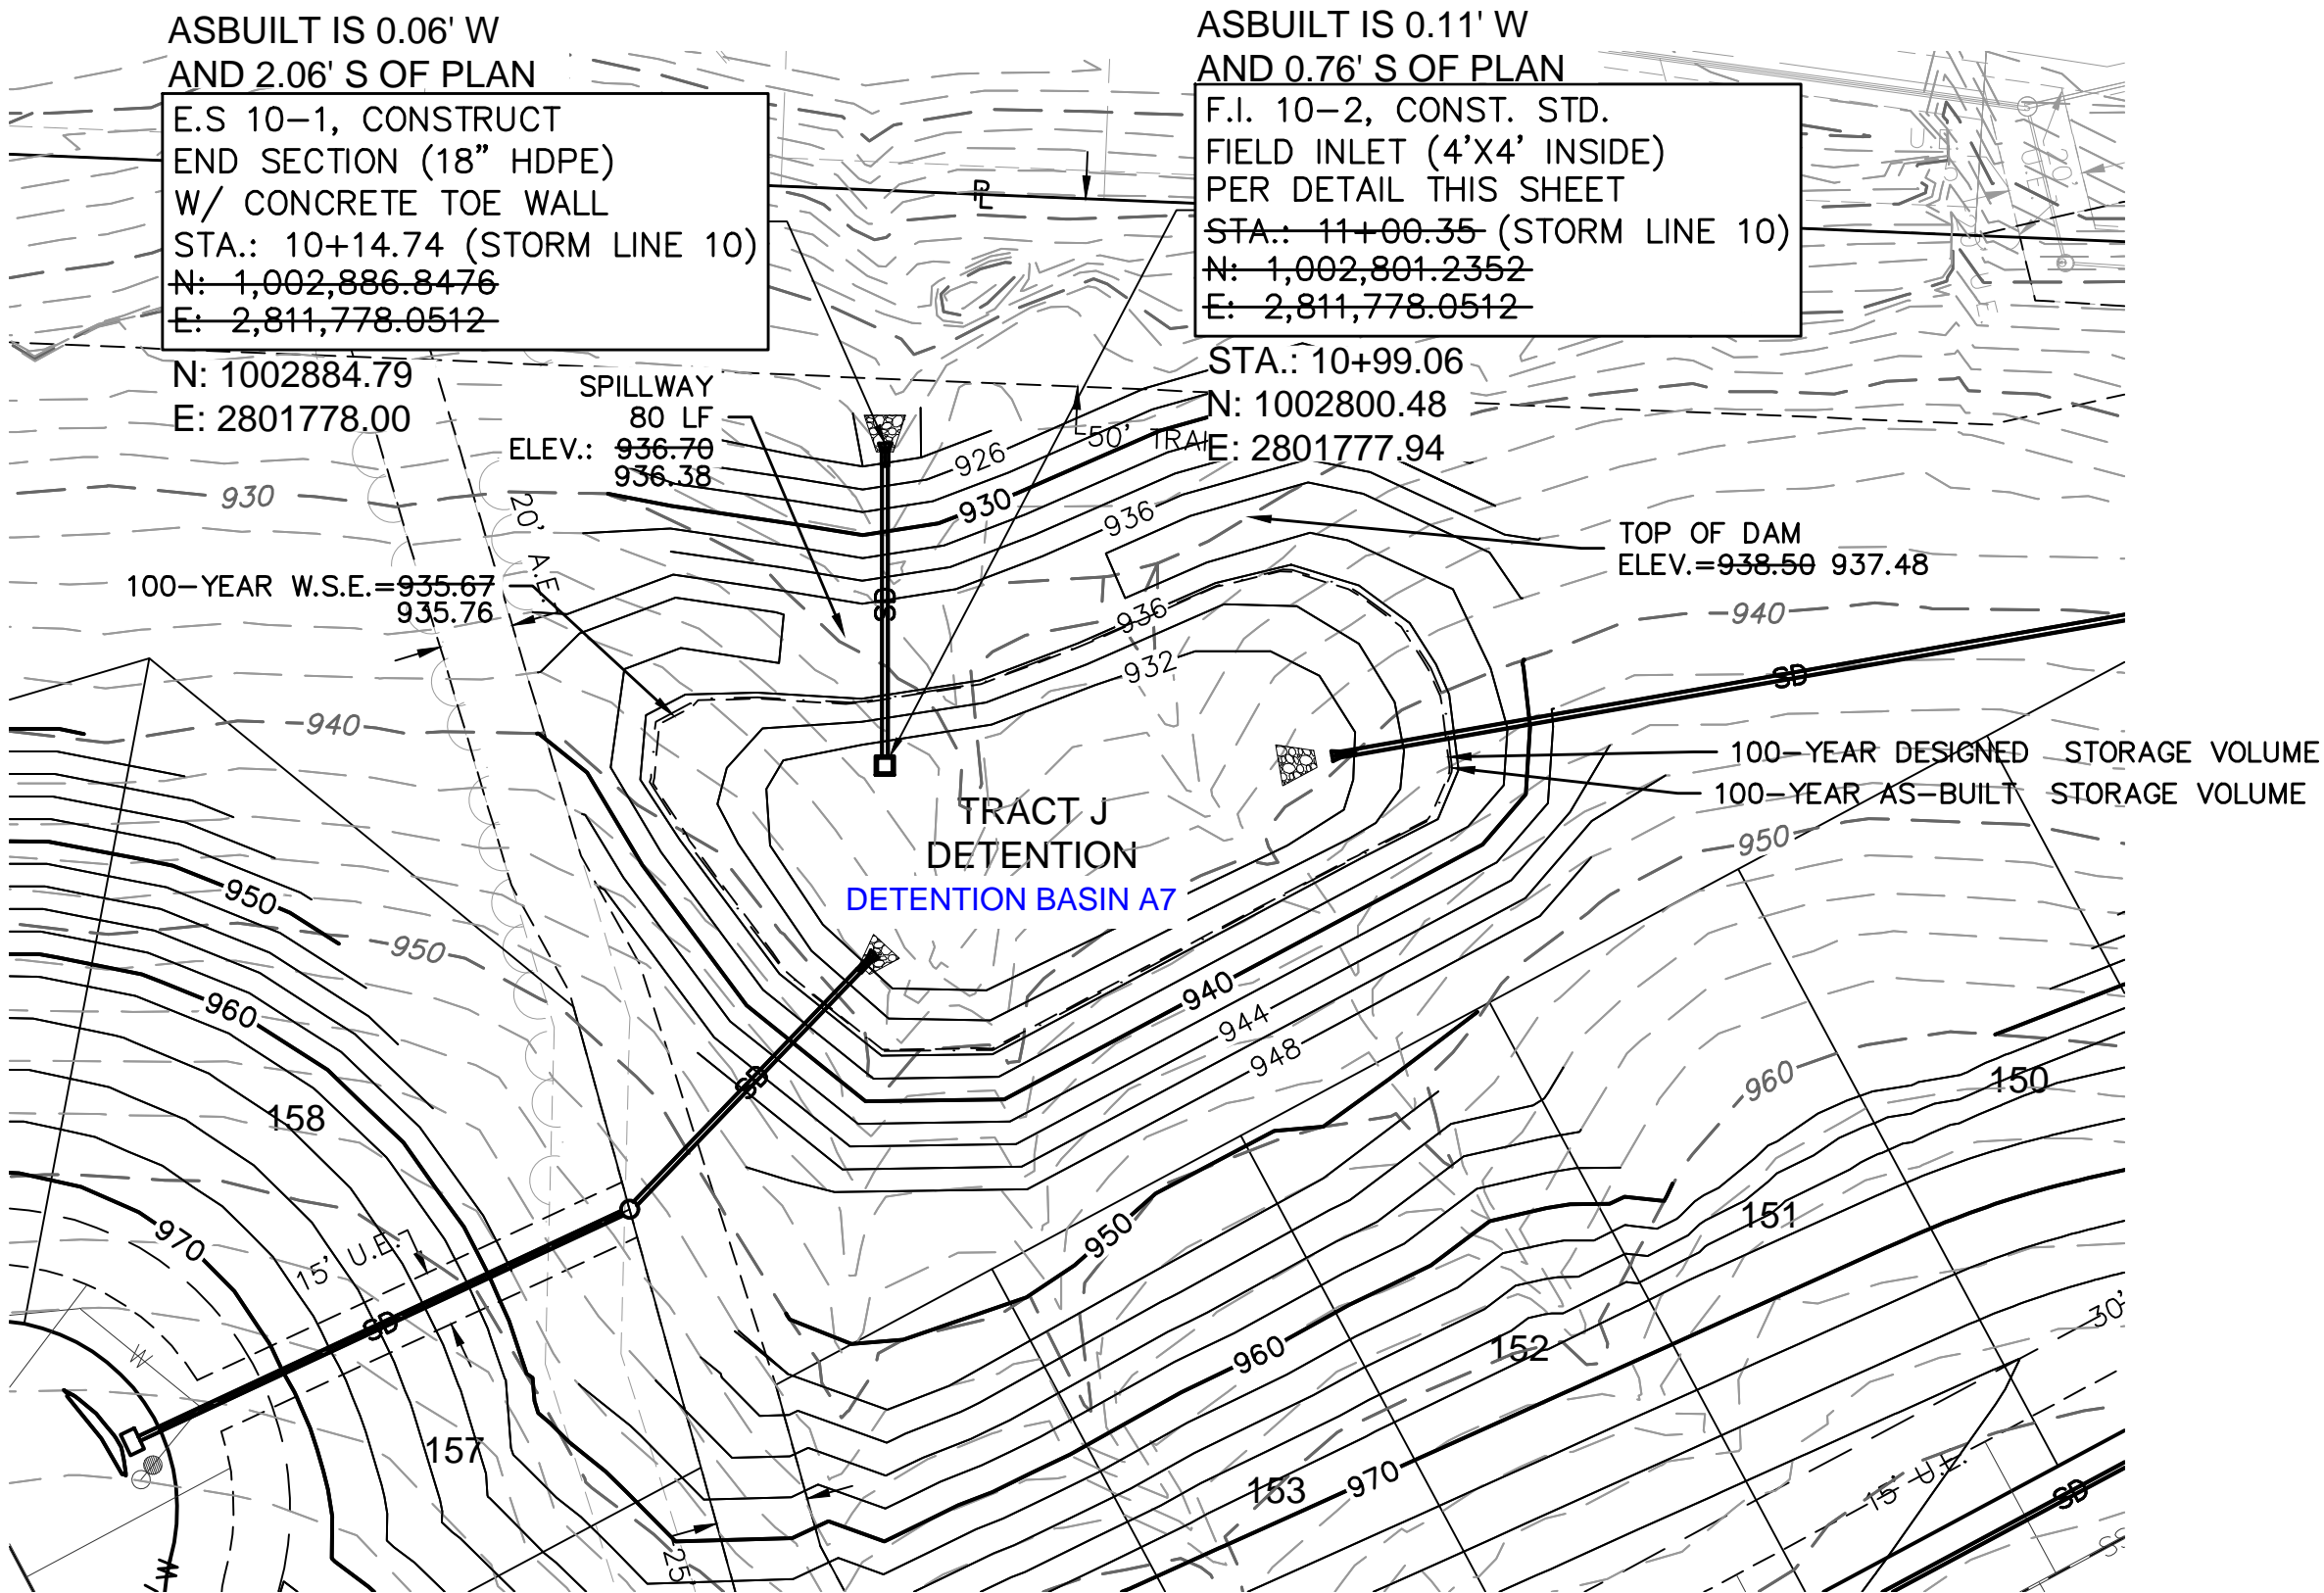 ASBUILT IS 0.06' W
AND 2.06' S OF PLAN
E.S 10-1, CONSTRUCT
END SECTION (18" HDPE)
W/ CONCRETE TOE WALL
STA.: 10+14.74 (STORM LINE 10)
N: 1,002,886.8476
E: 2,811,778.0512
N: 1002884.79
E: 2801778.00
ASBUILT IS 0.11' W
AND 0.76' S OF PLAN
F.I. 10-2, CONST. STD.
FIELD INLET (4'X4' INSIDE)
PER DETAIL THIS SHEET
STA.: 11+00.35 (STORM LINE 10)
N: 1,002,801.2352
E: 2,811,778.0512
STA.: 10+99.06
N: 1002800.48
E: 2801777.94
PL
20'
SPILLWAY
80 LF
ELEV.: 936.70
936.38
50' TRAI
926
930
930
936
20' A.E.
TOP OF DAM
ELEV.=938.50 937.48
100-YEAR W.S.E.=935.67
935.76
SD
936
932
940
SD
940
100-YEAR DESIGNED STORAGE VOLUME
100-YEAR AS-BUILT STORAGE VOLUME
TRACT J
DETENTION
DETENTION BASIN A7
950
950
950
960
940
944
948
SD
960
150
158
970
15' U.E.
SD
950
151
W
960
152
30'
157
153
970
15' U.E.
SD
SS
25'
W